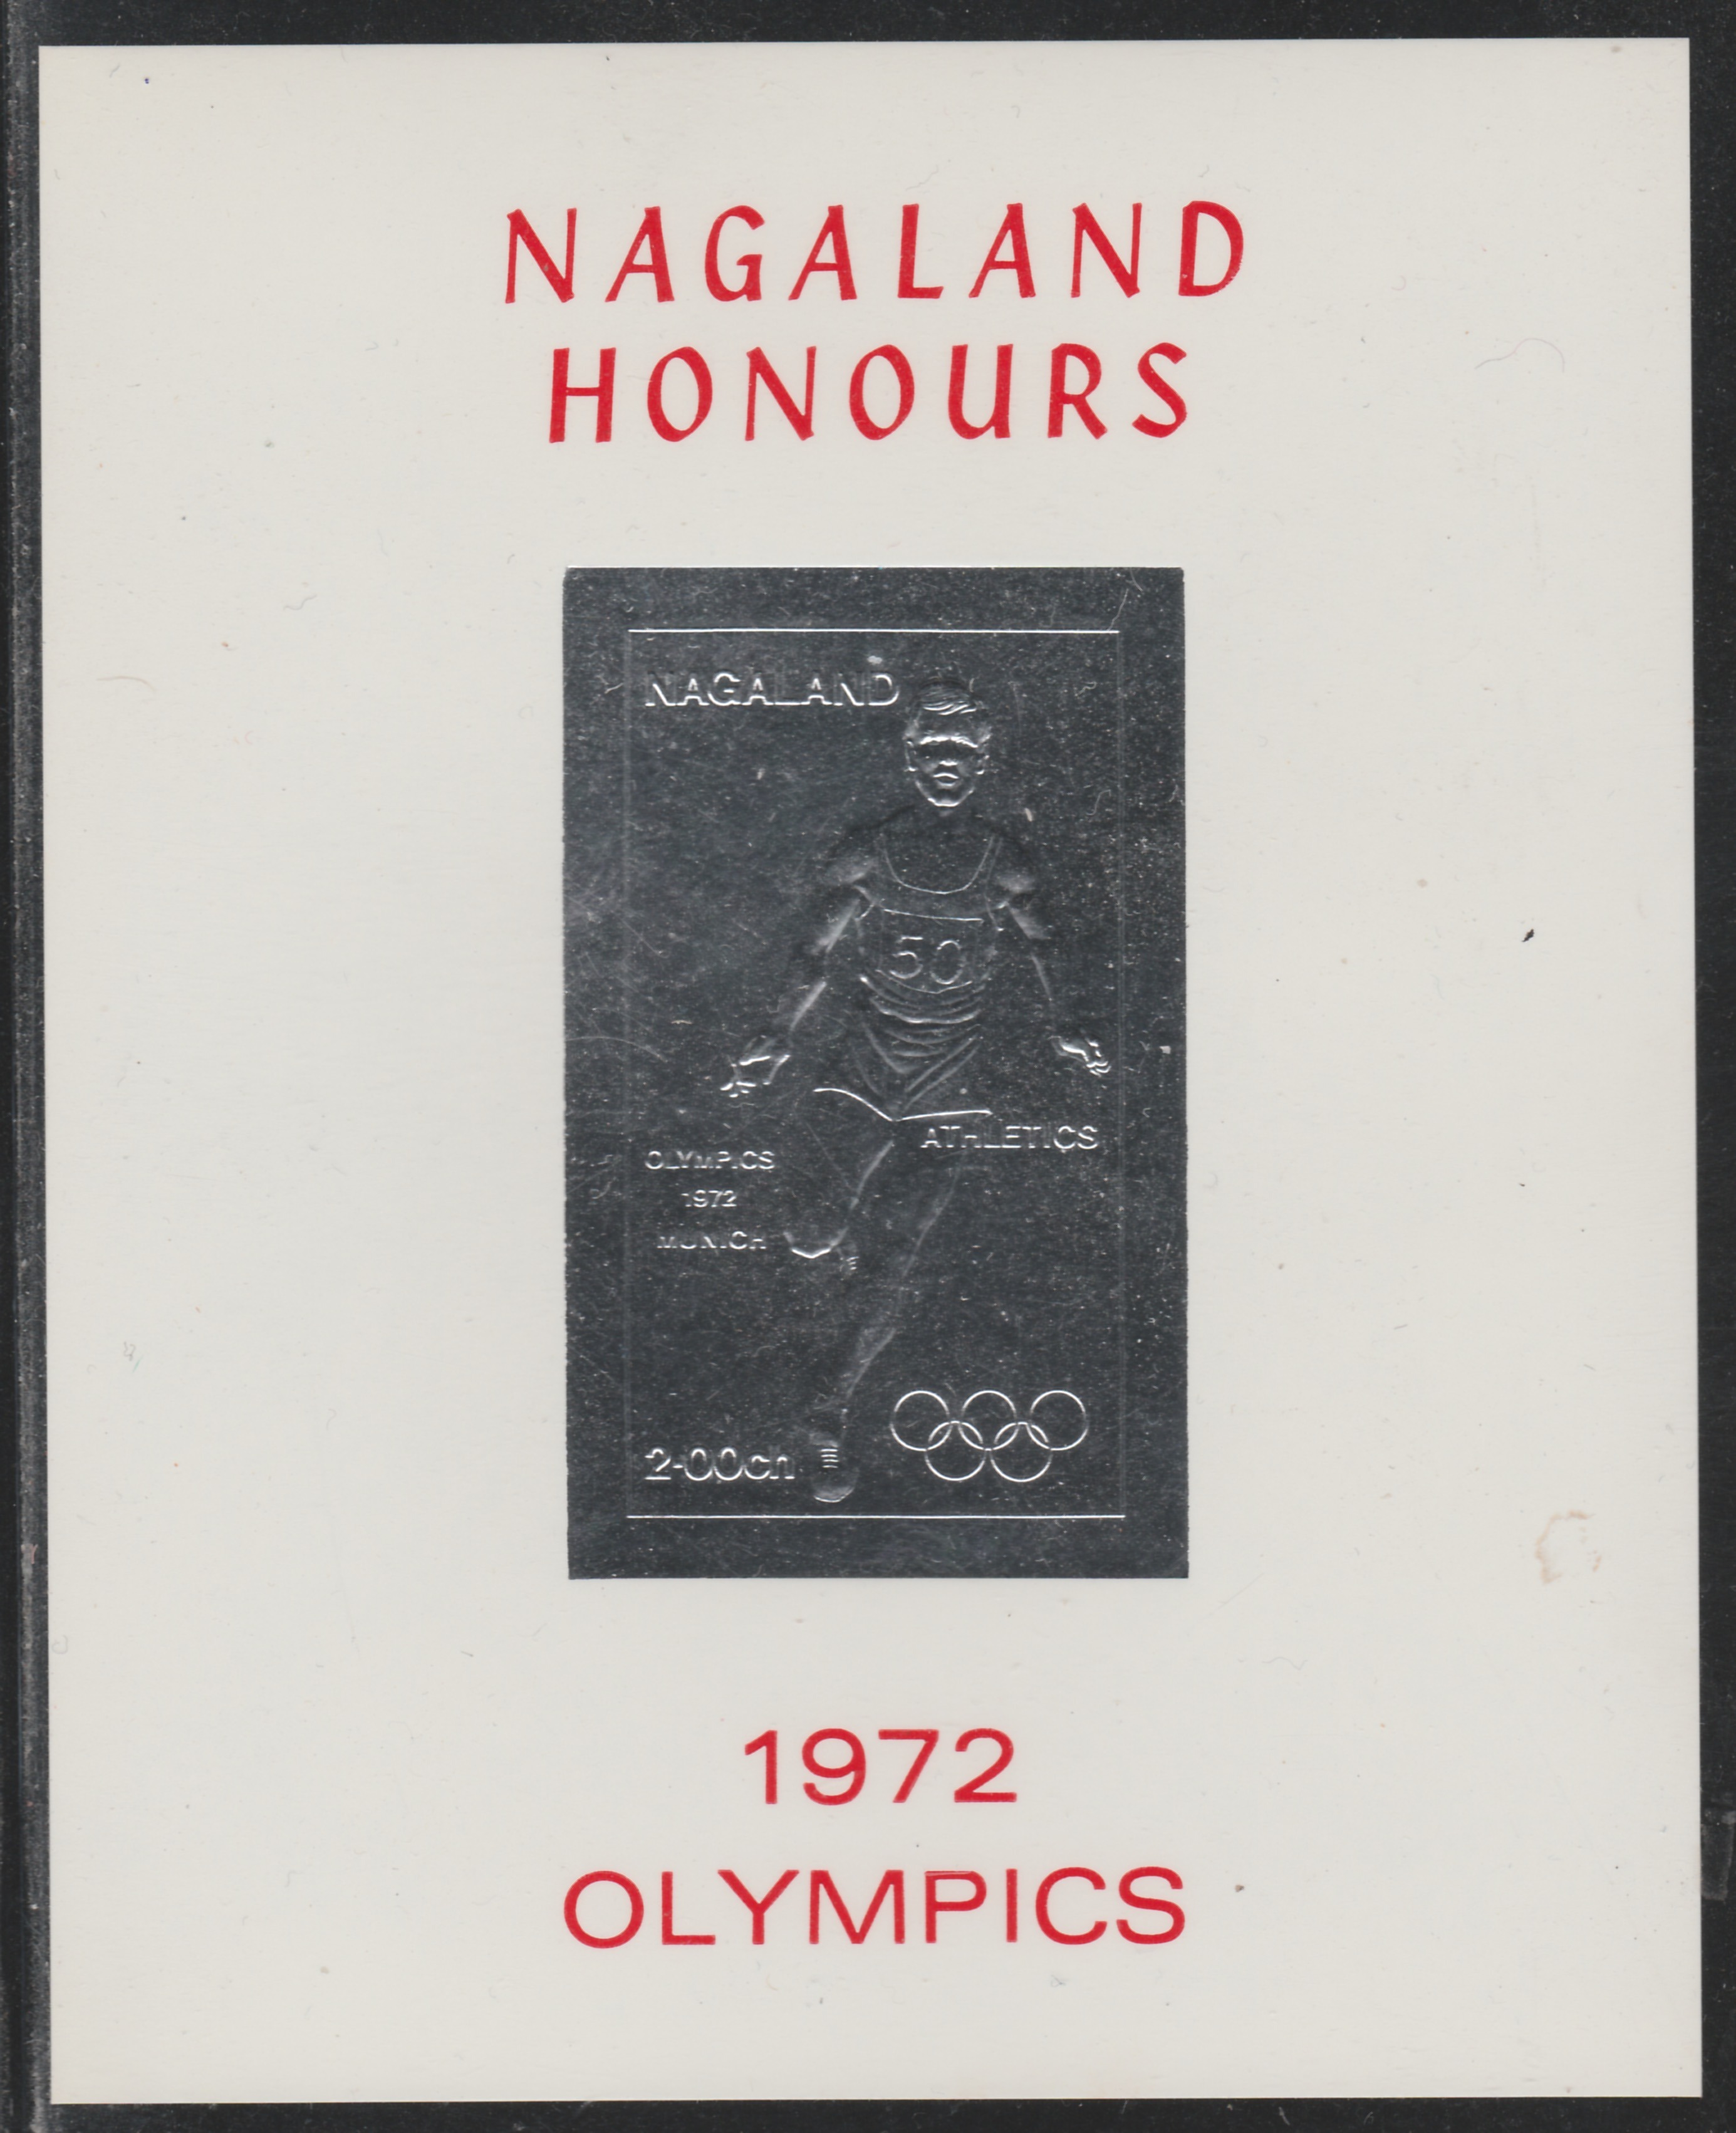 NAGALAND
HONOURS
NAGALAND
50
ATHLETICS
OLYMPICS
1972
MUNICH
2·00ch
1972
OLYMPICS